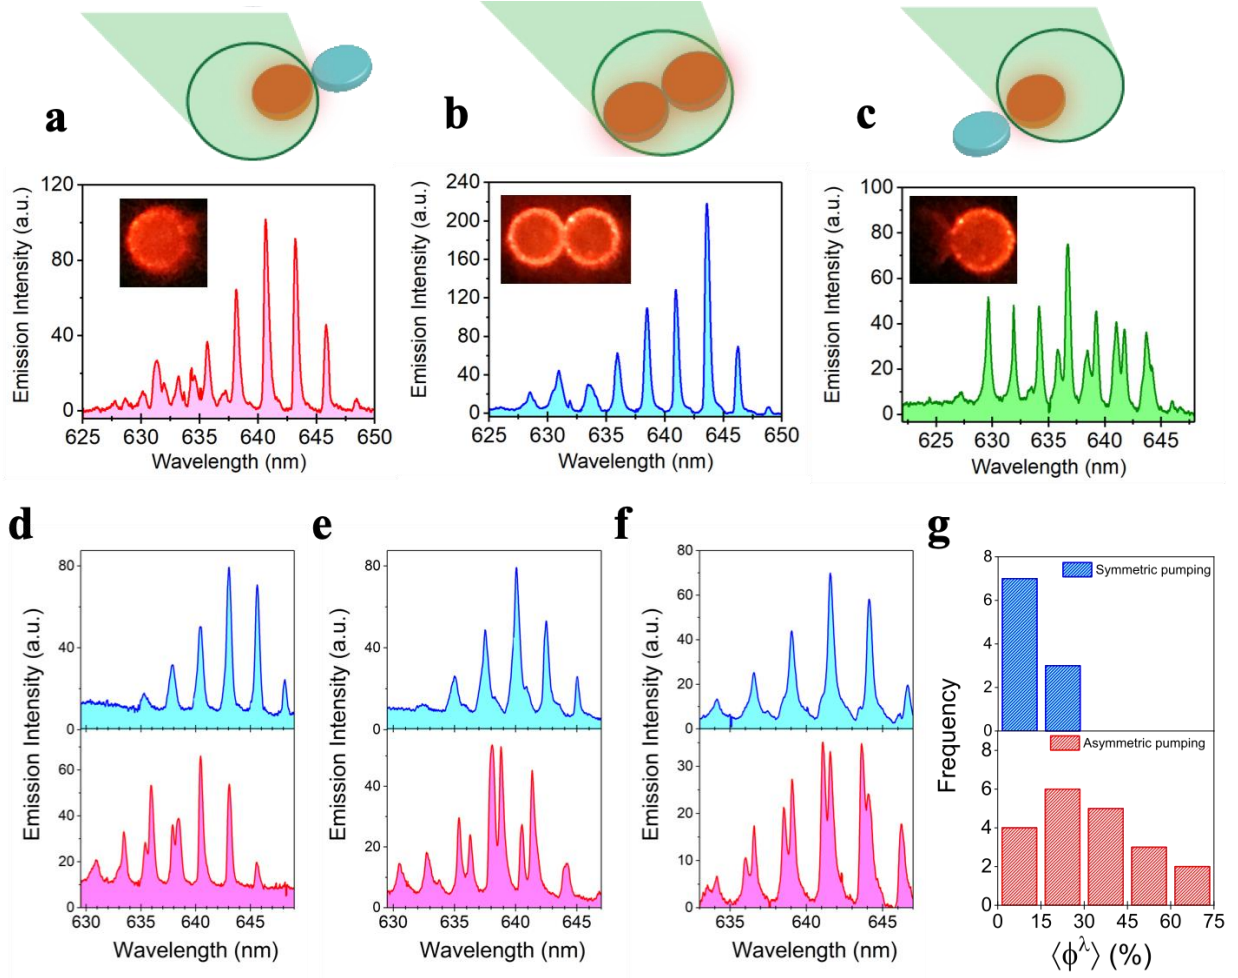 a
b
c
120
80
40
0
625 630 635 640 645 650
Wavelength (nm)
Emission Intensity (a.u.)
240
200
160
120
80
40
0
625 630 635 640 645 650
Wavelength (nm)
Emission Intensity (a.u.)
100
80
60
40
20
0
625 630 635 640 645
Wavelength (nm)
Emission Intensity (a.u.)
d
e
f
g
80
40
0
60
40
20
0
630 635 640 645
Wavelength (nm)
Emission Intensity (a.u.)
80
40
0
40
20
0
630 635 640 645
Wavelength (nm)
Emission Intensity (a.u.)
80
60
40
20
0
30
20
10
0
635 640 645
Wavelength (nm)
Emission Intensity (a.u.)
8
6
4
2
0
Symmetric pumping
8
6
4
2
0
Asymmetric pumping
0 15 30 45 60 75
⟨ϕ^λ⟩ (%)
Frequency